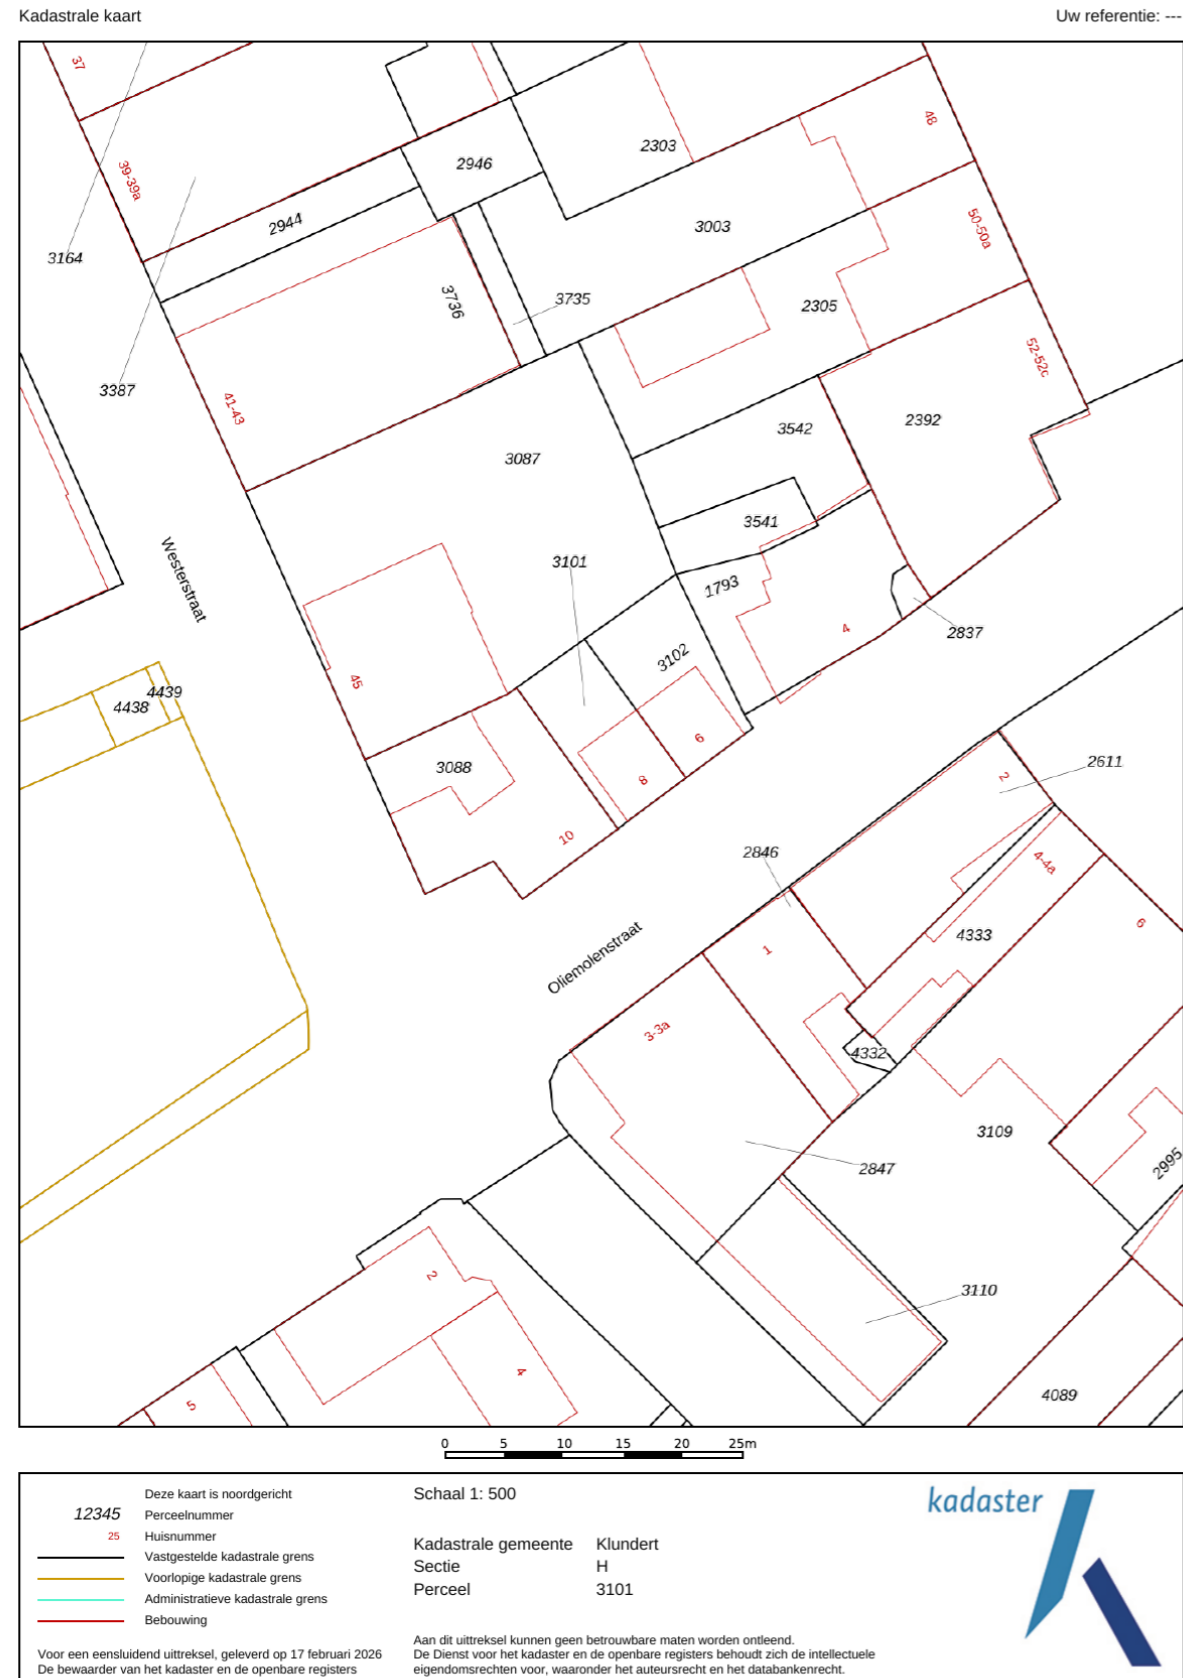 Kadastrale kaart
Uw referentie: ---
37
48
2303
2946
39-39a
2944
3003
50-50a
3164
3736
3735
2305
52-52c
3387
41-43
2392
3542
3087
3541
3101
Westerstraat
1793
4
2837
3102
45
4439
4438
6
3088
8
2611
2
10
2846
4-4a
6
4333
1
Oliemolenstraat
3-3a
4332
3109
2847
2995
2
3110
4
4089
5
0 5 10 15 20 25m
Deze kaart is noordgericht
12345 Perceelnummer
25 Huisnummer
Vastgestelde kadastrale grens
Voorlopige kadastrale grens
Administratieve kadastrale grens
Bebouwing
Voor een eensluidend uittreksel, geleverd op 17 februari 2026
De bewaarder van het kadaster en de openbare registers
Schaal 1: 500
Kadastrale gemeente Klundert
Sectie H
Perceel 3101
Aan dit uittreksel kunnen geen betrouwbare maten worden ontleend.
De Dienst voor het kadaster en de openbare registers behoudt zich de intellectuele
eigendomsrechten voor, waaronder het auteursrecht en het databankenrecht.
kadaster